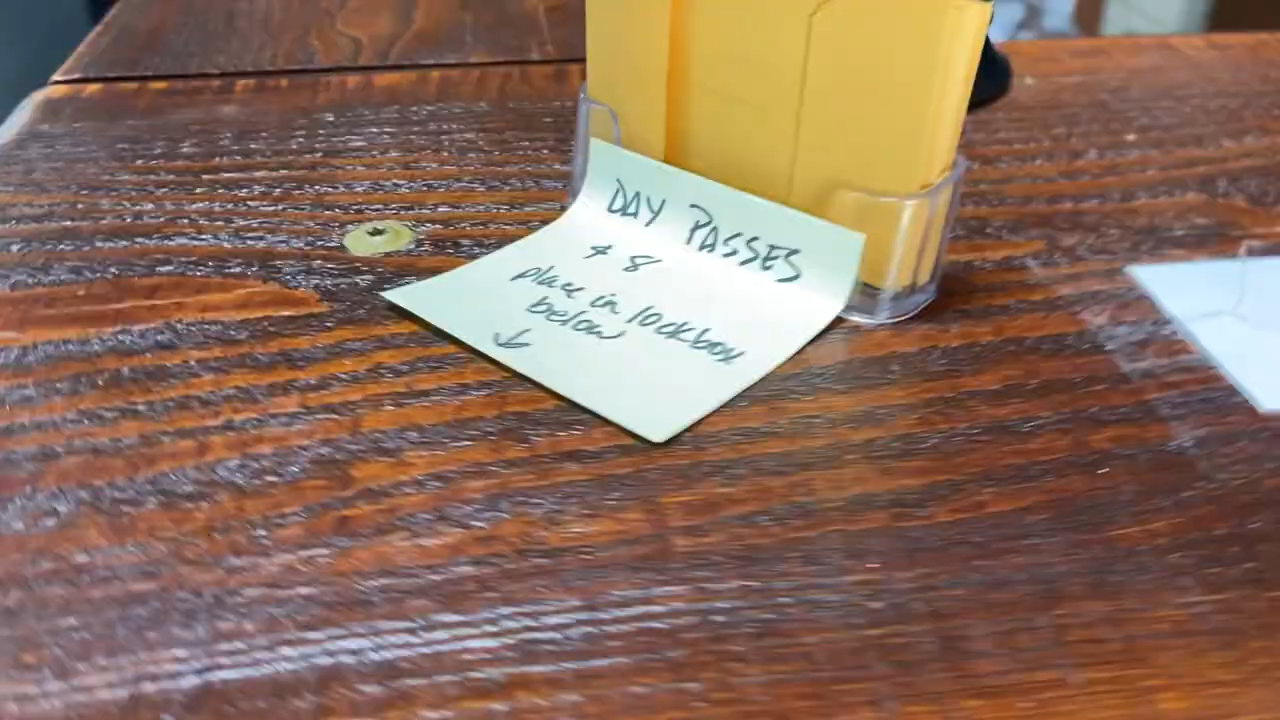 DAY PASSES
$8
place in lockbox
below
↓